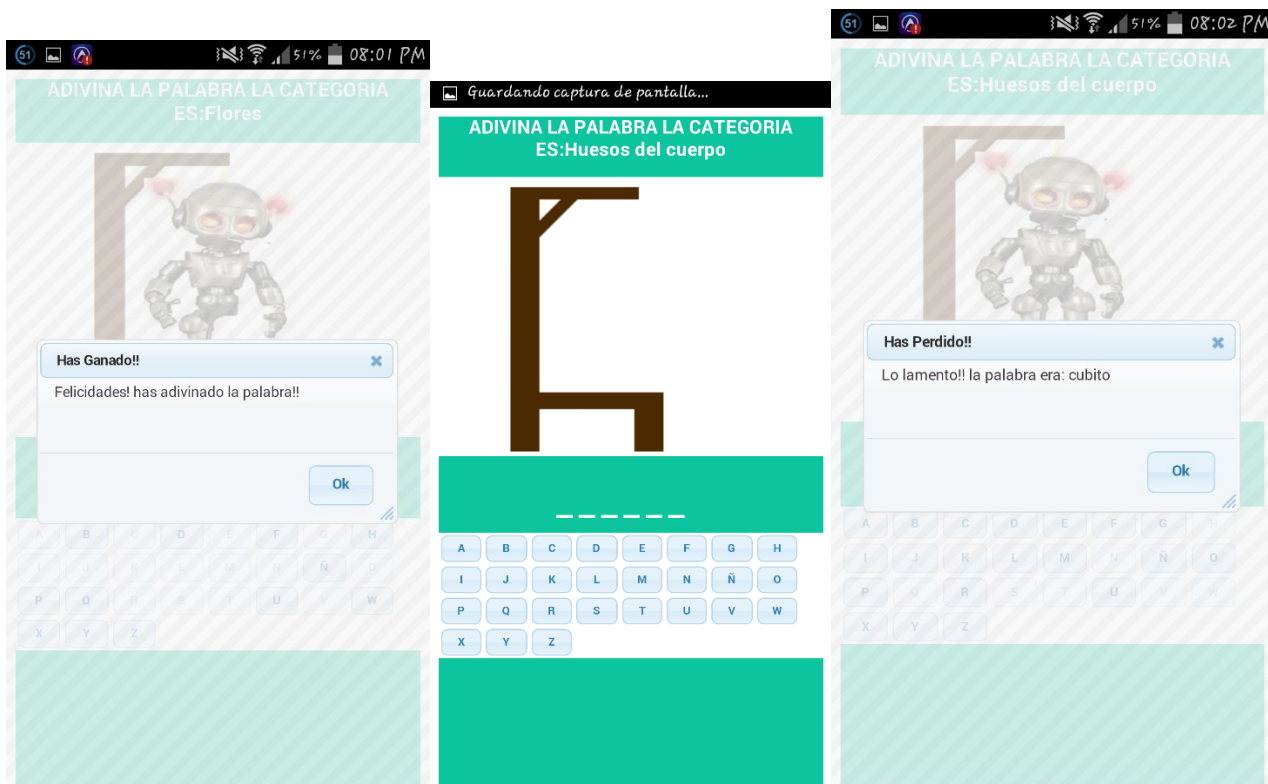 51 51% 08:01 PM
ADIVINA LA PALABRA LA CATEGORIA
ES:Flores
Has Ganado!!
Felicidades! has adivinado la palabra!!
Ok
A B C D E F G H
I J K L M N Ñ O
P Q R S T U V W
X Y Z
Guardando captura de pantalla...
ADIVINA LA PALABRA LA CATEGORIA
ES:Huesos del cuerpo
_ _ _ _ _ _
A B C D E F G H
I J K L M N Ñ O
P Q R S T U V W
X Y Z
51 51% 08:02 PM
ADIVINA LA PALABRA LA CATEGORIA
ES:Huesos del cuerpo
Has Perdido!!
Lo lamento!! la palabra era: cubito
Ok
A B C D E F G H
I J K L M N Ñ O
P Q R S T U V W
X Y Z